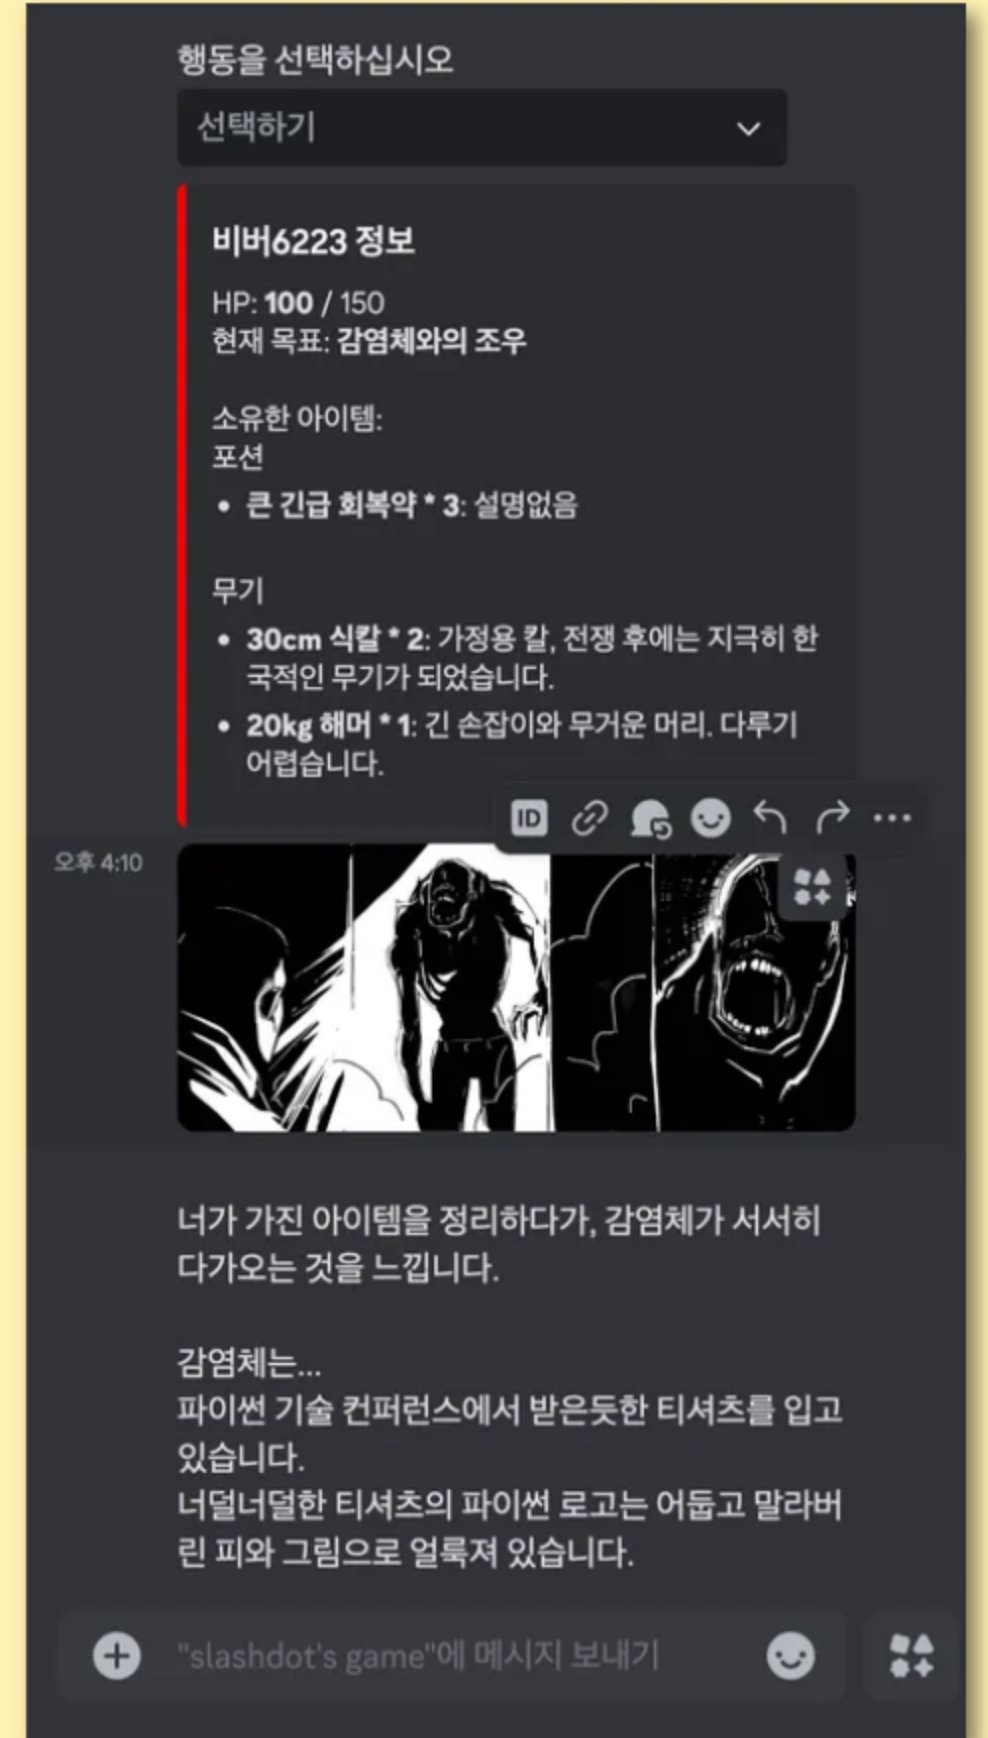 행동을 선택하십시오
선택하기
비버6223 정보
HP: 100 / 150
현재 목표: 감염체와의 조우
소유한 아이템:
포션
• 큰 긴급 회복약 * 3: 설명없음
무기
• 30cm 식칼 * 2: 가정용 칼, 전쟁 후에는 지극히 한
국적인 무기가 되었습니다.
• 20kg 해머 * 1: 긴 손잡이와 무거운 머리. 다루기
어렵습니다.
ID
오후 4:10
너가 가진 아이템을 정리하다가, 감염체가 서서히
다가오는 것을 느낍니다.
감염체는...
파이썬 기술 컨퍼런스에서 받은듯한 티셔츠를 입고
있습니다.
너덜너덜한 티셔츠의 파이썬 로고는 어둡고 말라버
린 피와 그림으로 얼룩져 있습니다.
"slashdot's game"에 메시지 보내기